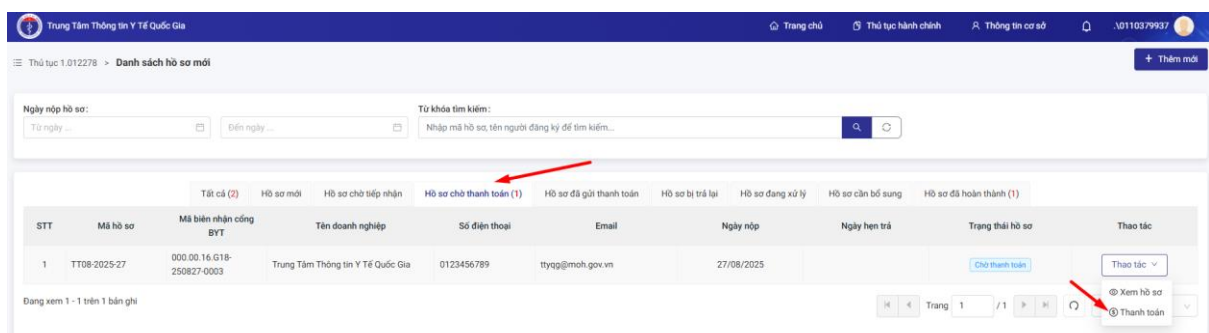 Trung Tâm Thông tin Y Tế Quốc Gia
Trang chủ
Thủ tục hành chính
Thông tin cơ sở
.\0110379937
Thủ tục 1.012278 > Danh sách hồ sơ mới
+ Thêm mới
Ngày nộp hồ sơ:
Từ khóa tìm kiếm:
Từ ngày ...
Đến ngày ...
Nhập mã hồ sơ, tên người đăng ký để tìm kiếm...
Tất cả (2)
Hồ sơ mới
Hồ sơ chờ tiếp nhận
Hồ sơ chờ thanh toán (1)
Hồ sơ đã gửi thanh toán
Hồ sơ bị trả lại
Hồ sơ đang xử lý
Hồ sơ cần bổ sung
Hồ sơ đã hoàn thành (1)
STT
Mã hồ sơ
Mã biên nhận cổng
BYT
Tên doanh nghiệp
Số điện thoại
Email
Ngày nộp
Ngày hẹn trả
Trạng thái hồ sơ
Thao tác
1
TT08-2025-27
000.00.16.G18-
250827-0003
Trung Tâm Thông tin Y Tế Quốc Gia
0123456789
ttyqg@moh.gov.vn
27/08/2025
Chờ thanh toán
Thao tác
Xem hồ sơ
Thanh toán
Đang xem 1 - 1 trên 1 bản ghi
Trang 1 / 1